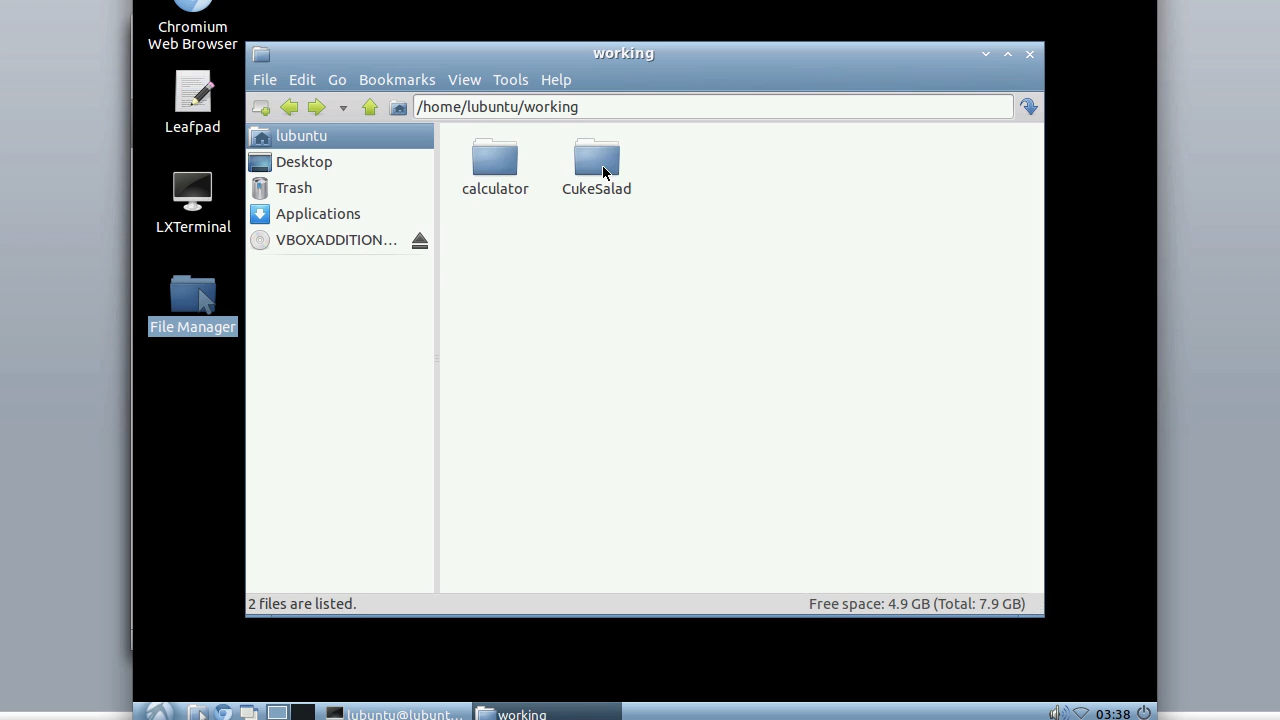 Chromium
Web Browser
Leafpad
LXTerminal
File Manager
working
File Edit Go Bookmarks View Tools Help
/home/lubuntu/working
lubuntu
Desktop
Trash
Applications
VBOXADDITION...
calculator
CukeSalad
2 files are listed.
Free space: 4.9 GB (Total: 7.9 GB)
lubuntu@lubunt...
working
03:38